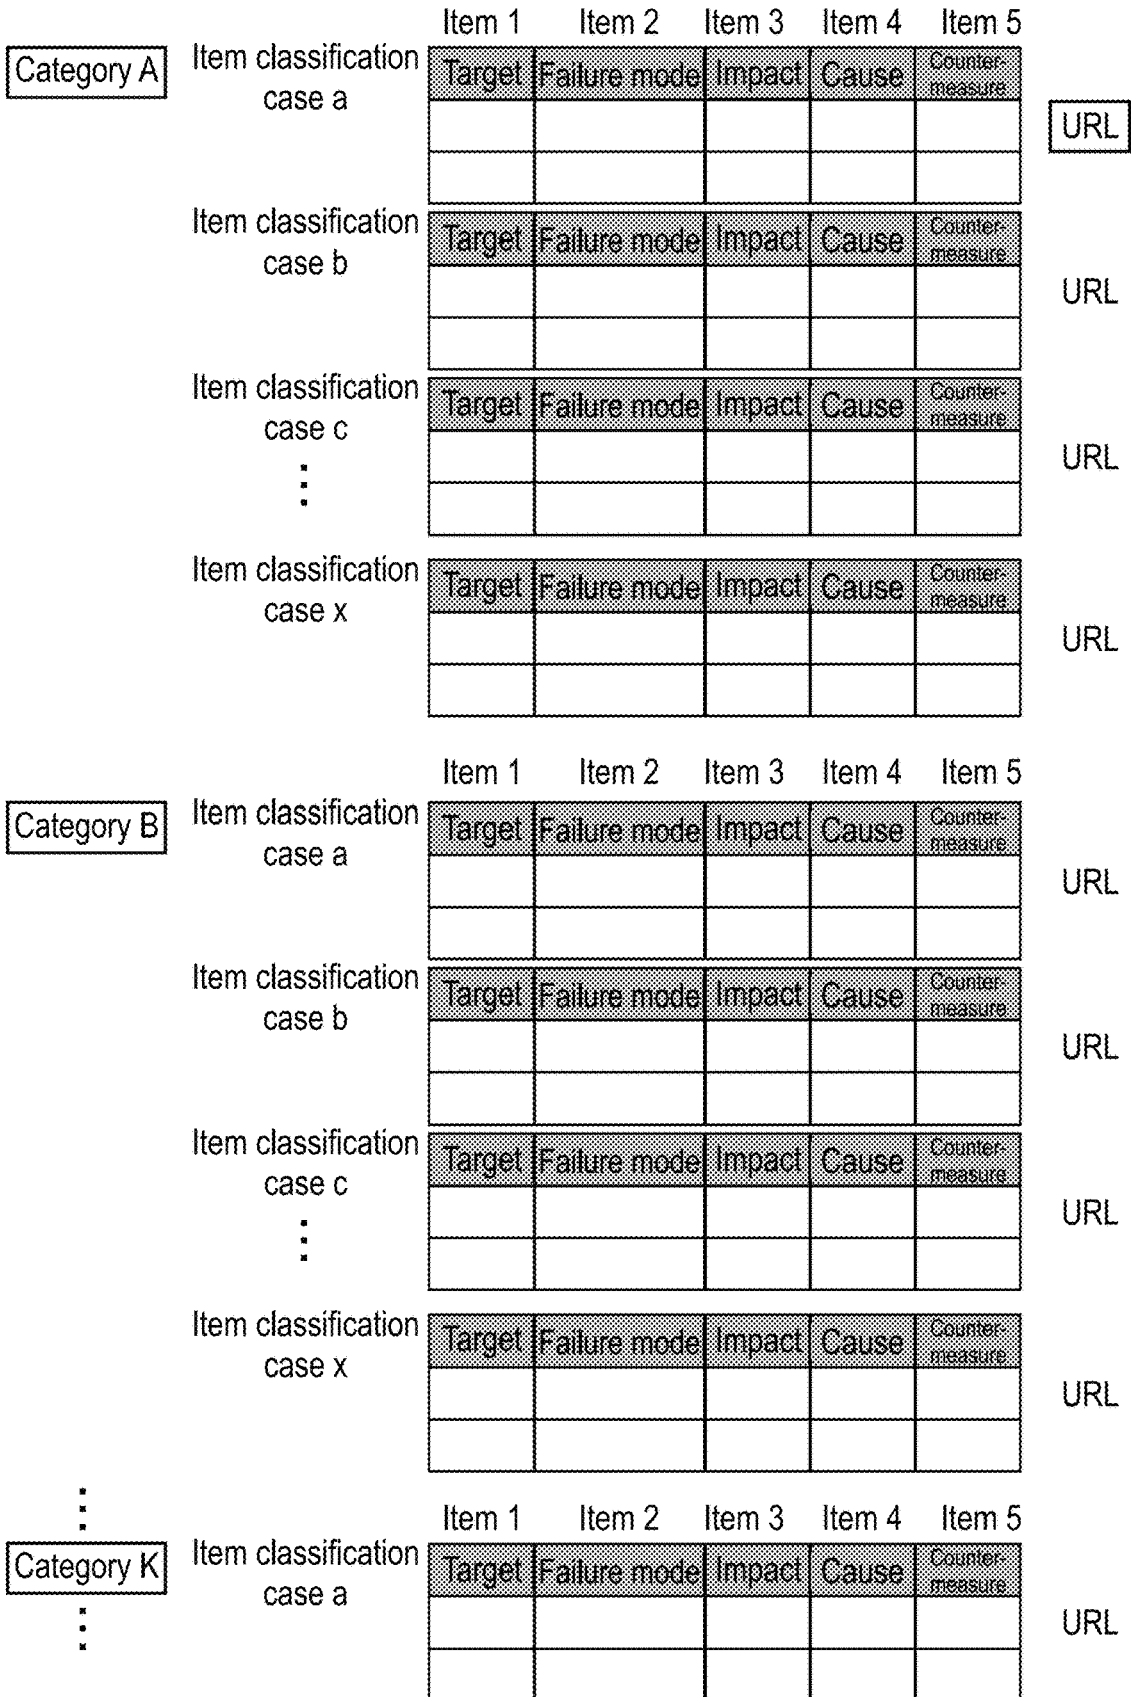 Item 1 Item 2 Item 3 Item 4 Item 5
Category A
Item classification
case a
Target Failure mode Impact Cause Counter-
measure
URL
Item classification
case b
Target Failure mode Impact Cause Counter-
measure
URL
Item classification
case c
Target Failure mode Impact Cause Counter-
measure
URL
Item classification
case x
Target Failure mode Impact Cause Counter-
measure
URL
Item 1 Item 2 Item 3 Item 4 Item 5
Category B
Item classification
case a
Target Failure mode Impact Cause Counter-
measure
URL
Item classification
case b
Target Failure mode Impact Cause Counter-
measure
URL
Item classification
case c
Target Failure mode Impact Cause Counter-
measure
URL
Item classification
case x
Target Failure mode Impact Cause Counter-
measure
URL
Item 1 Item 2 Item 3 Item 4 Item 5
Category K
Item classification
case a
Target Failure mode Impact Cause Counter-
measure
URL